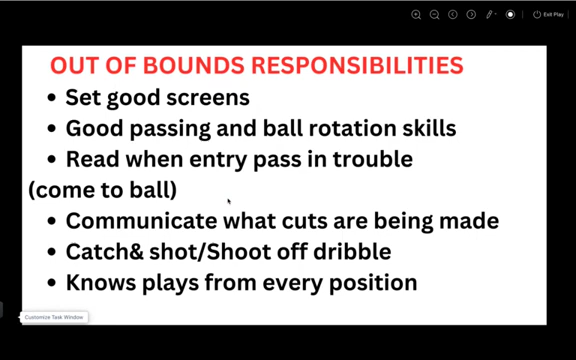 Exit Play
OUT OF BOUNDS RESPONSIBILITIES
• Set good screens
• Good passing and ball rotation skills
• Read when entry pass in trouble
(come to ball)
• Communicate what cuts are being made
• Catch& shot/Shoot off dribble
• Knows plays from every position
Customize Task Window